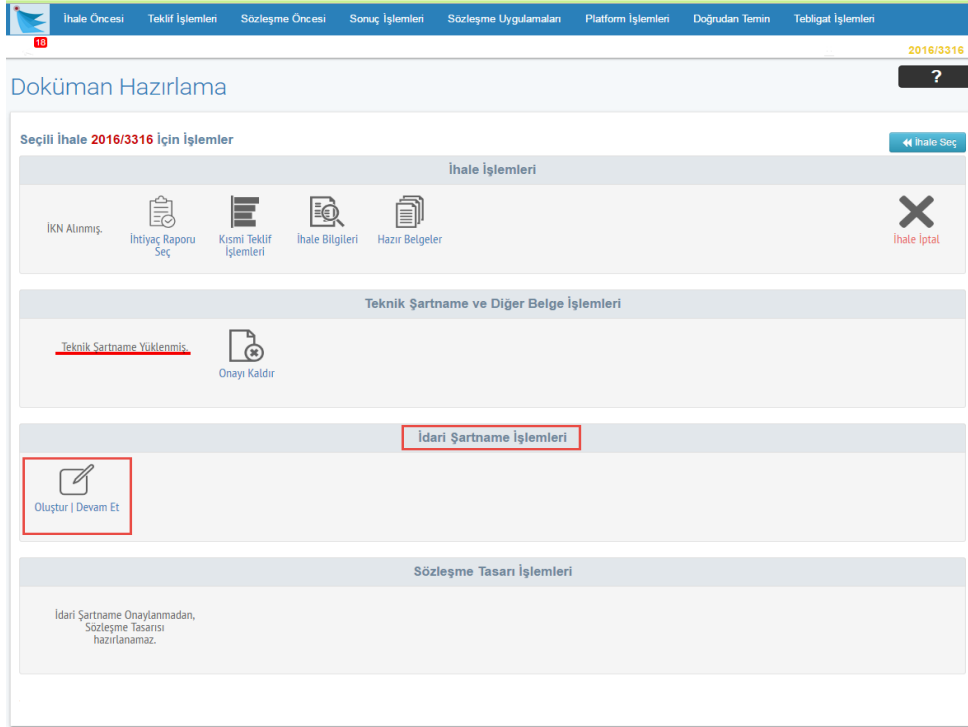 İhale Öncesi Teklif İşlemleri Sözleşme Öncesi Sonuç İşlemleri Sözleşme Uygulamaları Platform İşlemleri Doğrudan Temin Tebligat İşlemleri
18
2016/3316
Doküman Hazırlama
?
Seçili İhale 2016/3316 İçin İşlemler
İhale Seç
İhale İşlemleri
İKN Alınmış.
İhtiyaç Raporu
Seç
Kısmi Teklif
İşlemleri
İhale Bilgileri
Hazır Belgeler
İhale İptal
Teknik Şartname ve Diğer Belge İşlemleri
Teknik Şartname Yüklenmiş.
Onayı Kaldır
İdari Şartname İşlemleri
Oluştur | Devam Et
Sözleşme Tasarı İşlemleri
İdari Şartname Onaylanmadan,
Sözleşme Tasarısı
hazırlanamaz.